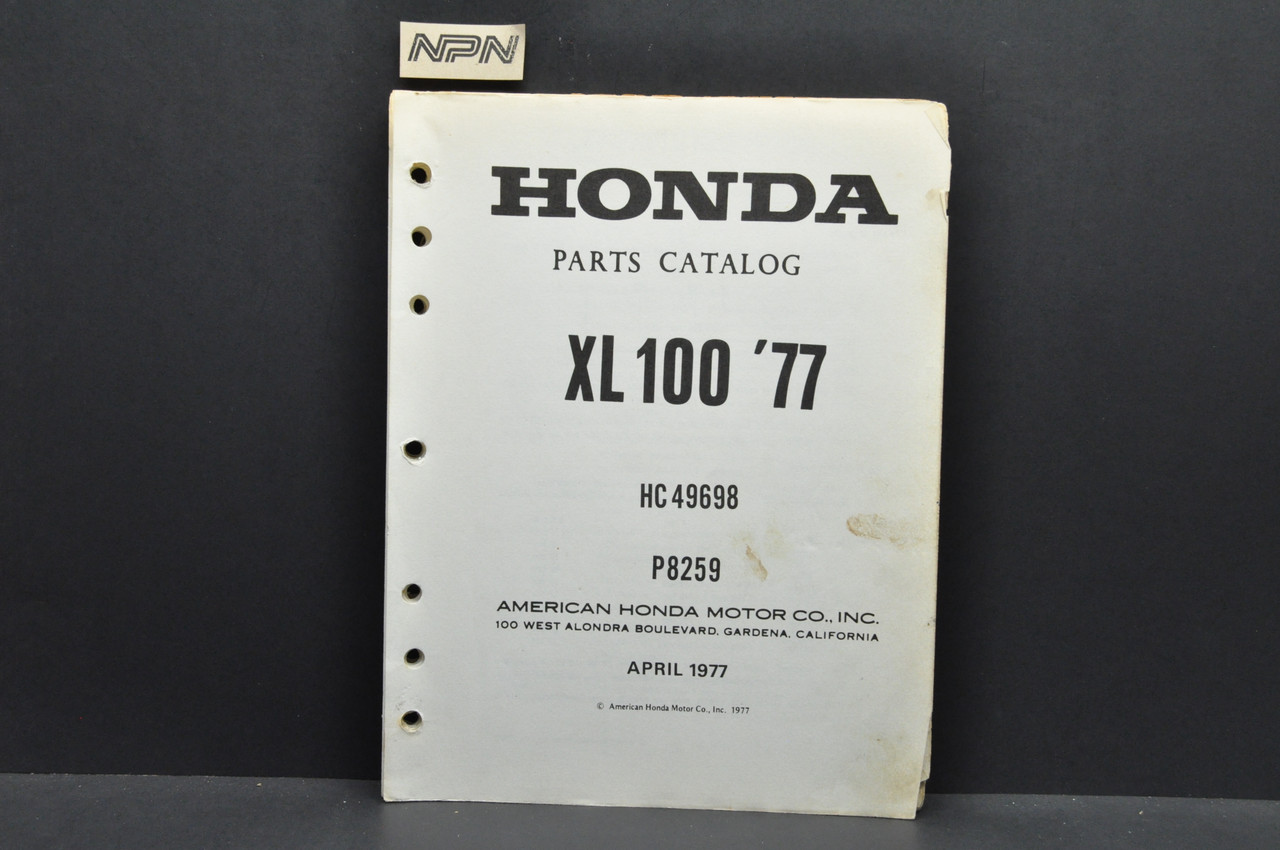 NPN
HONDA
PARTS CATALOG
XL 100 '77
HC 49698
P8259
AMERICAN HONDA MOTOR CO., INC.
100 WEST ALONDRA BOULEVARD, GARDENA, CALIFORNIA
APRIL 1977
© American Honda Motor Co., Inc. 1977